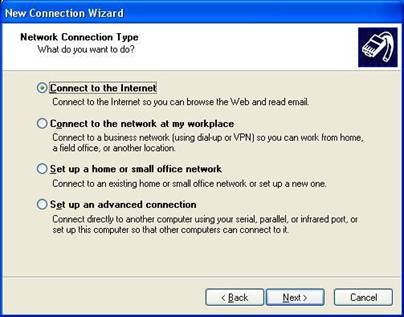 New Connection Wizard
Network Connection Type
What do you want to do?
Connect to the Internet
Connect to the Internet so you can browse the Web and read email.
Connect to the network at my workplace
Connect to a business network (using dial-up or VPN) so you can work from home,
a field office, or another location.
Set up a home or small office network
Connect to an existing home or small office network or set up a new one.
Set up an advanced connection
Connect directly to another computer using your serial, parallel, or infrared port, or
set up this computer so that other computers can connect to it.
< Back Next > Cancel